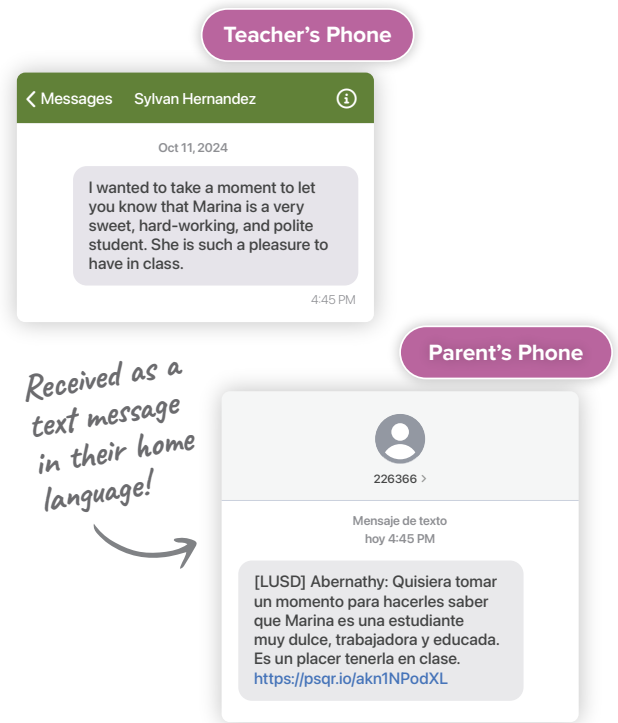 Teacher's Phone
Messages Sylvan Hernandez
Oct 11, 2024
I wanted to take a moment to let
you know that Marina is a very
sweet, hard-working, and polite
student. She is such a pleasure to
have in class.
4:45 PM
Parent's Phone
Received as a
text message
in their home
language!
226366
Mensaje de texto
hoy 4:45 PM
[LUSD] Abernathy: Quisiera tomar
un momento para hacerles saber
que Marina es una estudiante
muy dulce, trabajadora y educada.
Es un placer tenerla en clase.
https://psqr.io/akn1NPodXL